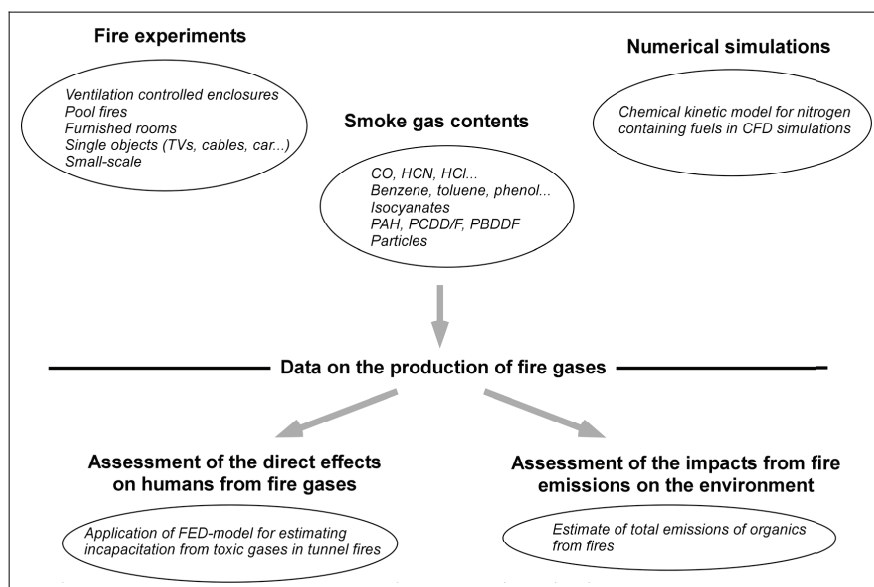 Fire experiments
Ventilation controlled enclosures
Pool fires
Furnished rooms
Single objects (TVs, cables, car...)
Small-scale
Smoke gas contents
CO, HCN, HCl...
Benzene, toluene, phenol...
Isocyanates
PAH, PCDD/F, PBDDF
Particles
Numerical simulations
Chemical kinetic model for nitrogen
containing fuels in CFD simulations
Data on the production of fire gases
Assessment of the direct effects
on humans from fire gases
Application of FED-model for estimating
incapacitation from toxic gases in tunnel fires
Assessment of the impacts from fire
emissions on the environment
Estimate of total emissions of organics
from fires